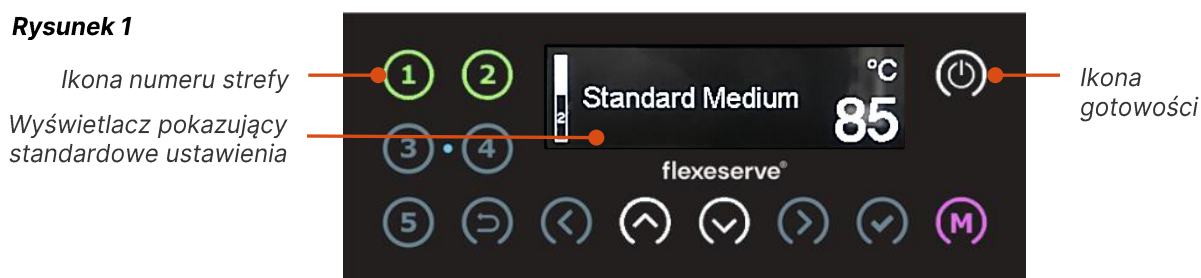 Rysunek 1
Ikona numeru strefy
Wyświetlacz pokazujący
standardowe ustawienia
Ikona
gotowości
1 2
3 4
5
2
Standard Medium
°C
85
flexeserve®
M